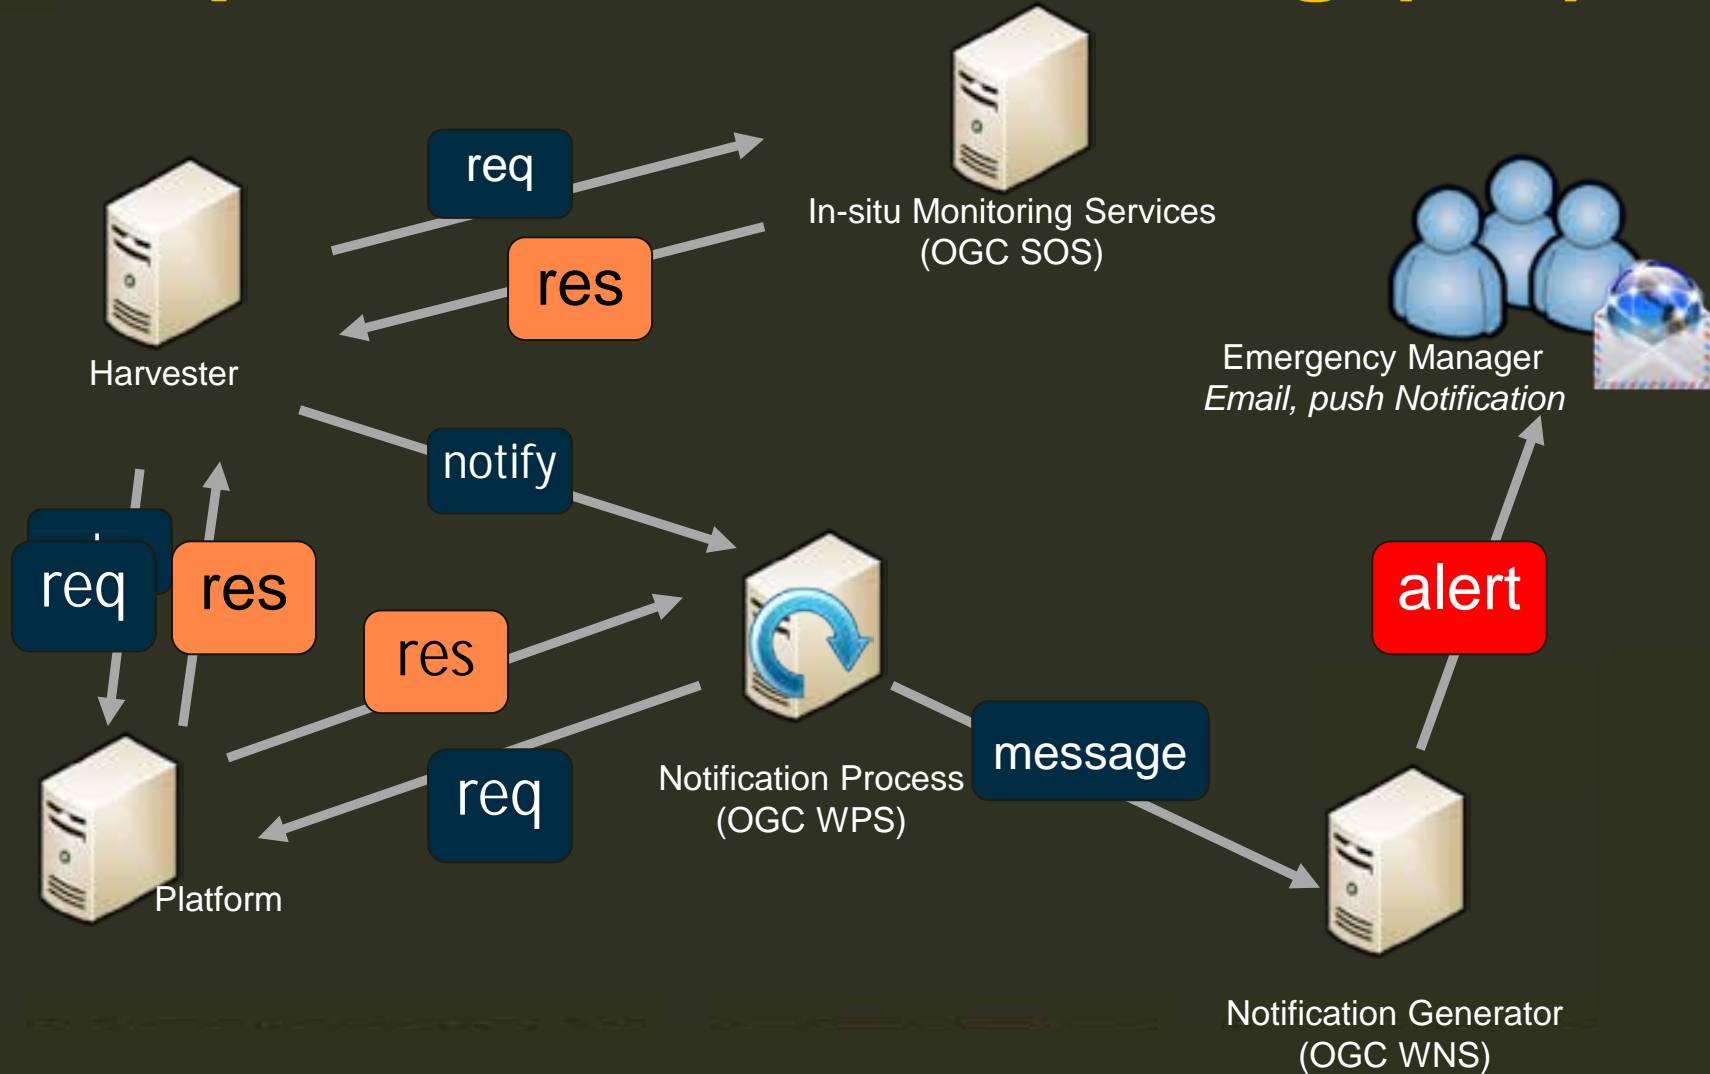 req
In-situ Monitoring Services
(OGC SOS)
res
Harvester
Emergency Manager
Email, push Notification
notify
req
res
res
alert
req
message
Notification Process
(OGC WPS)
Platform
Notification Generator
(OGC WNS)